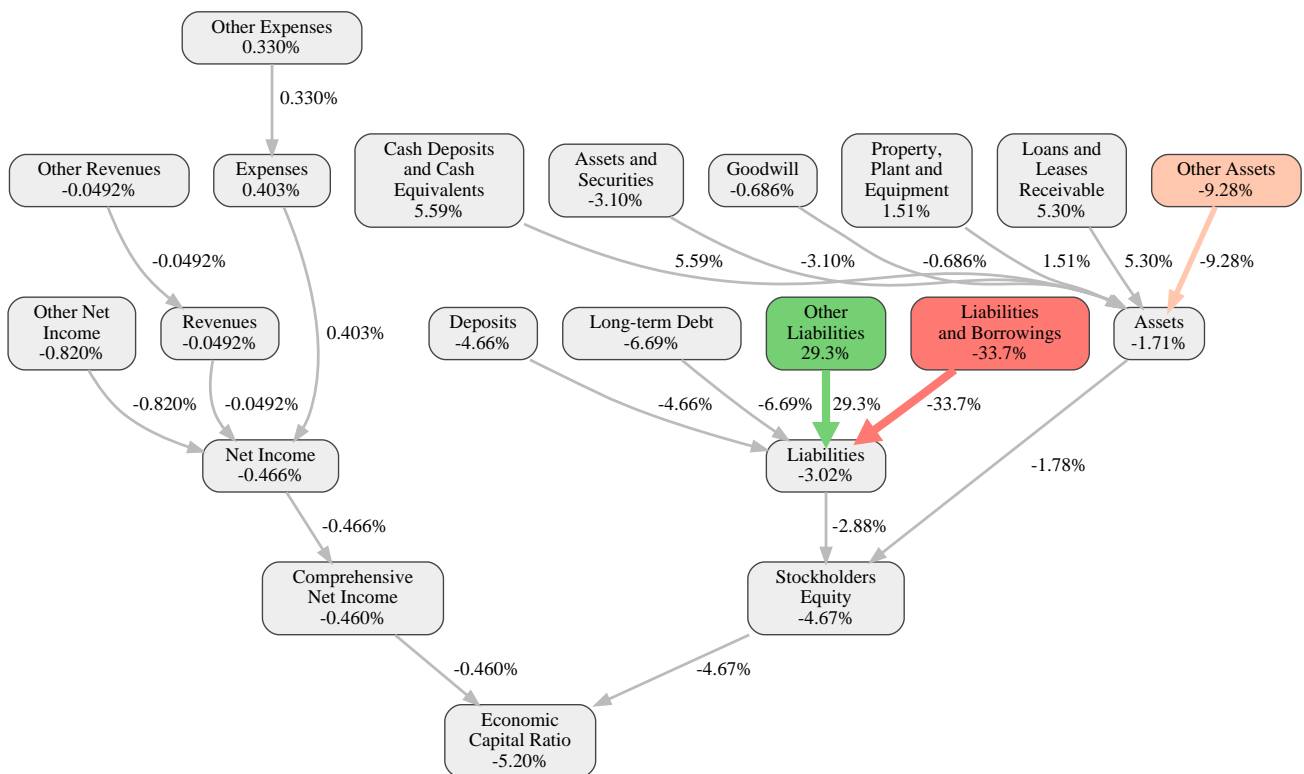 Other Expenses
0.330%
0.330%
Other Revenues
-0.0492%
Expenses
0.403%
Cash Deposits
and Cash
Equivalents
5.59%
Assets and
Securities
-3.10%
Goodwill
-0.686%
Property,
Plant and
Equipment
1.51%
Loans and
Leases
Receivable
5.30%
Other Assets
-9.28%
-0.0492%
5.59%
-3.10%
-0.686%
1.51%
5.30%
-9.28%
Other Net
Income
-0.820%
Revenues
-0.0492%
0.403%
Deposits
-4.66%
Long-term Debt
-6.69%
Other
Liabilities
29.3%
Liabilities
and Borrowings
-33.7%
Assets
-1.71%
-0.820%
-0.0492%
-4.66%
-6.69%
29.3%
-33.7%
Net Income
-0.466%
Liabilities
-3.02%
-1.78%
-0.466%
-2.88%
Comprehensive
Net Income
-0.460%
Stockholders
Equity
-4.67%
-0.460%
-4.67%
Economic
Capital Ratio
-5.20%